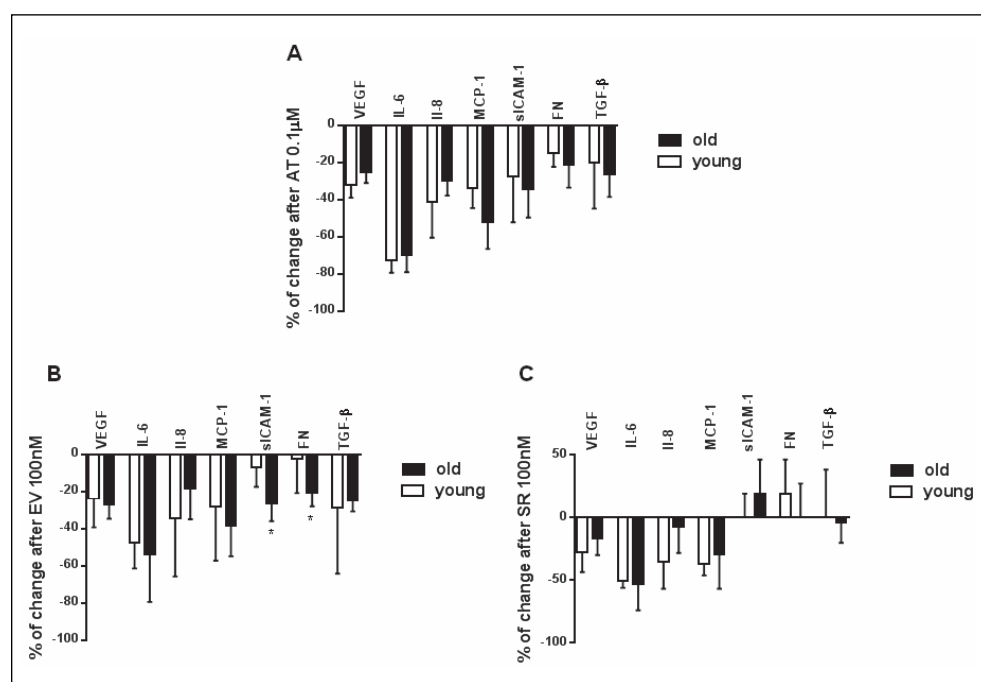 A
VEGF
IL-6
Il-8
MCP-1
sICAM-1
FN
TGF-β
% of change after AT 0.1µM
0
-20
-40
-60
-80
-100
old
young
B
VEGF
IL-6
Il-8
MCP-1
sICAM-1
FN
TGF-β
% of change after EV 100nM
0
-20
-40
-60
-80
-100
*
*
old
young
C
VEGF
IL-6
Il-8
MCP-1
sICAM-1
FN
TGF-β
% of change after SR 100nM
50
0
-50
-100
old
young